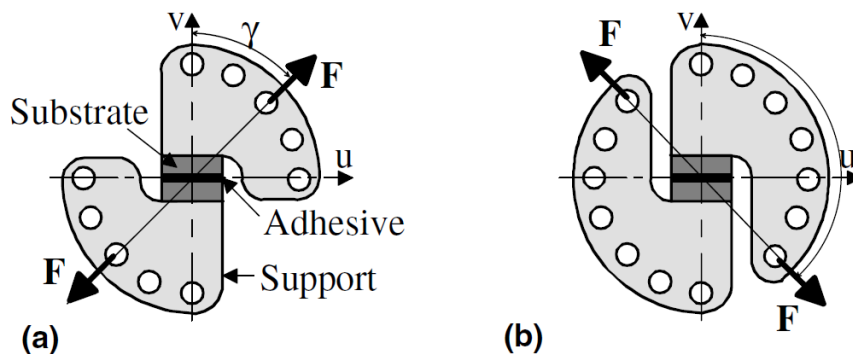 v γ F
Substrate
u
Adhesive
F Support
(a)
v
F
u
F
(b)